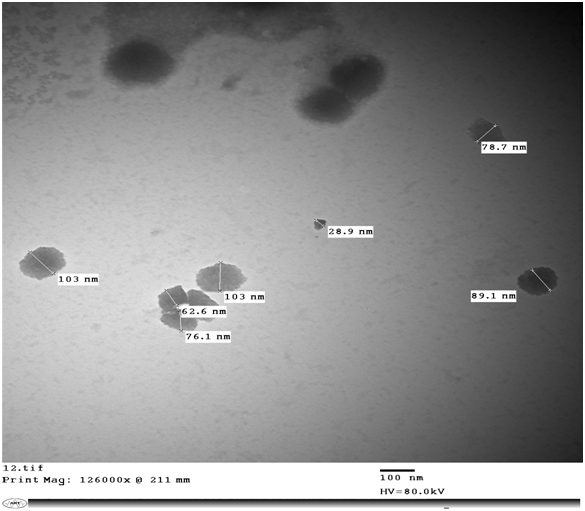 78.7 nm
28.9 nm
103 nm
103 nm
89.1 nm
62.6 nm
76.1 nm
12.tif
Print Mag: 126000x @ 211 mm
100 nm
HV=80.0kV
AMT